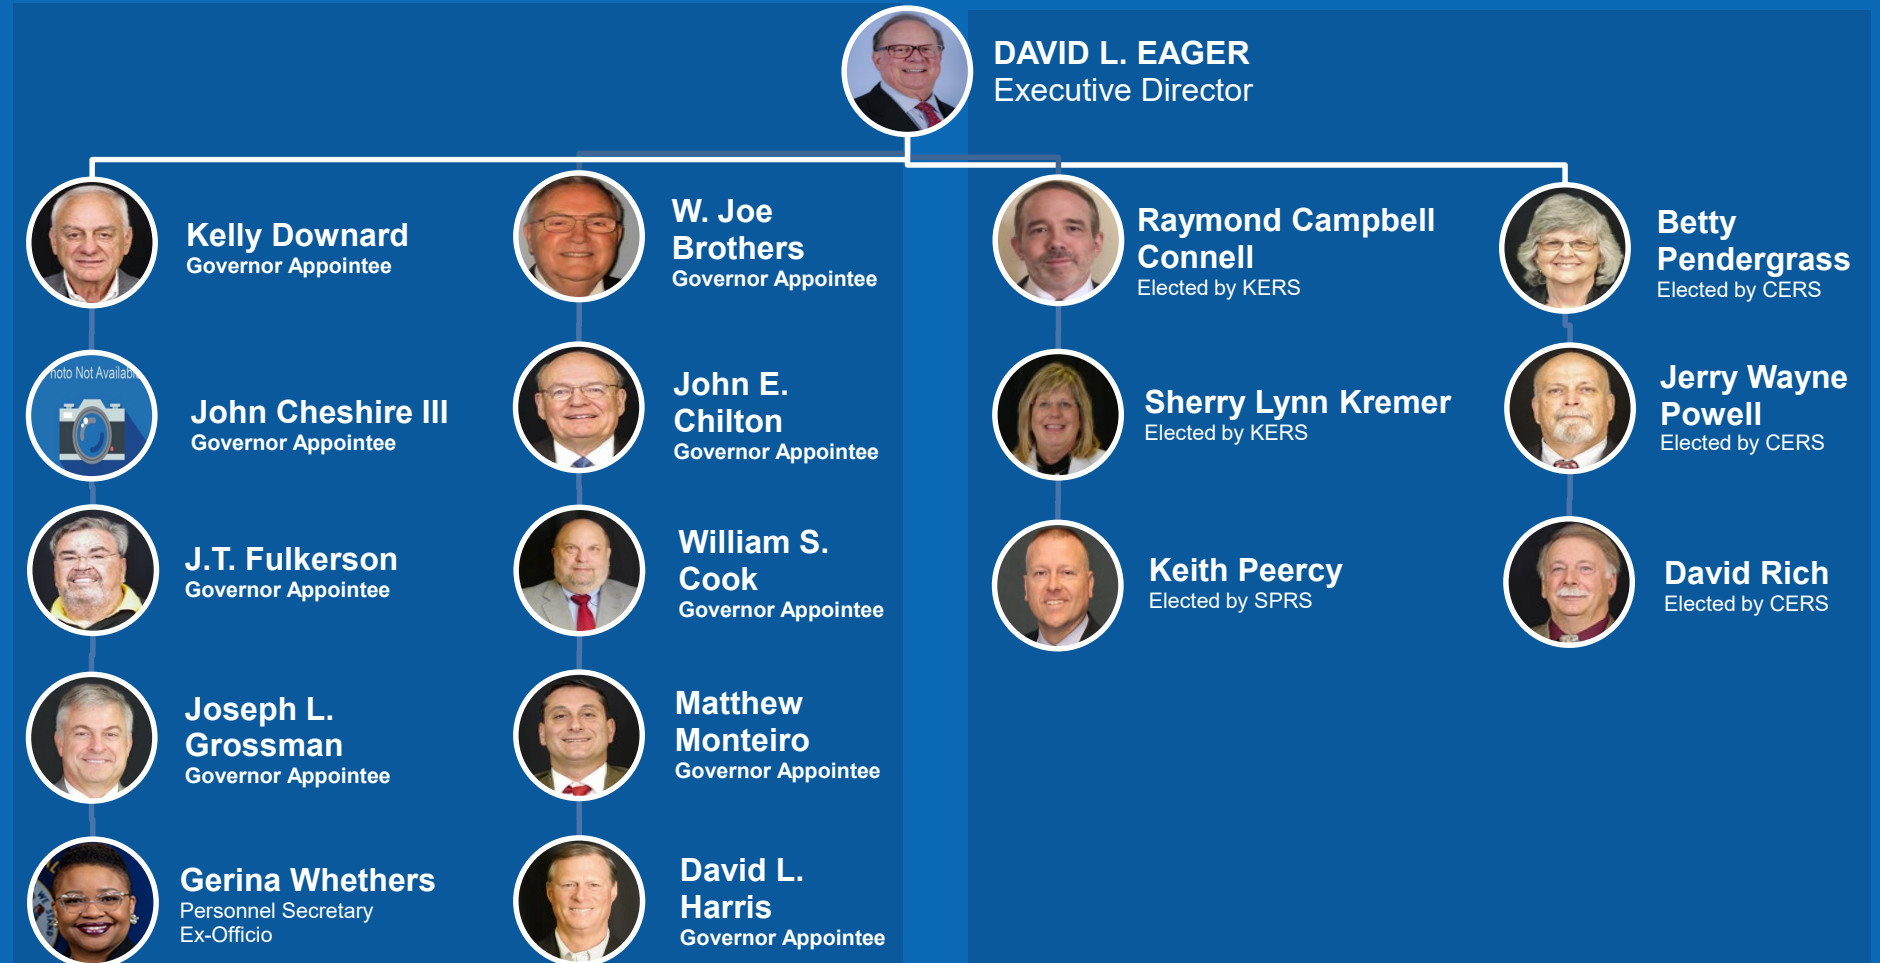 DAVID L. EAGER
Executive Director
Kelly Downard
Governor Appointee
John Cheshire III
Governor Appointee
J.T. Fulkerson
Governor Appointee
Joseph L.
Grossman
Governor Appointee
Gerina Whethers
Personnel Secretary
Ex-Officio
W. Joe
Brothers
Governor Appointee
John E.
Chilton
Governor Appointee
William S.
Cook
Governor Appointee
Matthew
Monteiro
Governor Appointee
David L.
Harris
Governor Appointee
Raymond Campbell
Connell
Elected by KERS
Sherry Lynn Kremer
Elected by KERS
Keith Peercy
Elected by SPRS
Betty
Pendergrass
Elected by CERS
Jerry Wayne
Powell
Elected by CERS
David Rich
Elected by CERS
hoto Not Availab